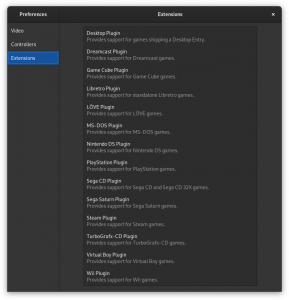 Preferences
Extensions
Video
Controllers
Extensions
Desktop Plugin
Provides support for games shipping a Desktop Entry.
Dreamcast Plugin
Provides support for Dreamcast games.
Game Cube Plugin
Provides support for Game Cube games.
Libretro Plugin
Provides support for standalone Libretro games.
LÖVE Plugin
Provides support for LÖVE games.
MS-DOS Plugin
Provides support for MS-DOS games.
Nintendo DS Plugin
Provides support for Nintendo DS games.
PlayStation Plugin
Provides support for PlayStation games.
Sega CD Plugin
Provides support for Sega CD and Sega CD 32X games.
Sega Saturn Plugin
Provides support for Sega Saturn games.
Steam Plugin
Provides support for Steam games.
TurboGrafx-CD Plugin
Provides support for TurboGrafx-CD games.
Virtual Boy Plugin
Provides support for Virtual Boy games.
Wii Plugin
Provides support for Wii games.